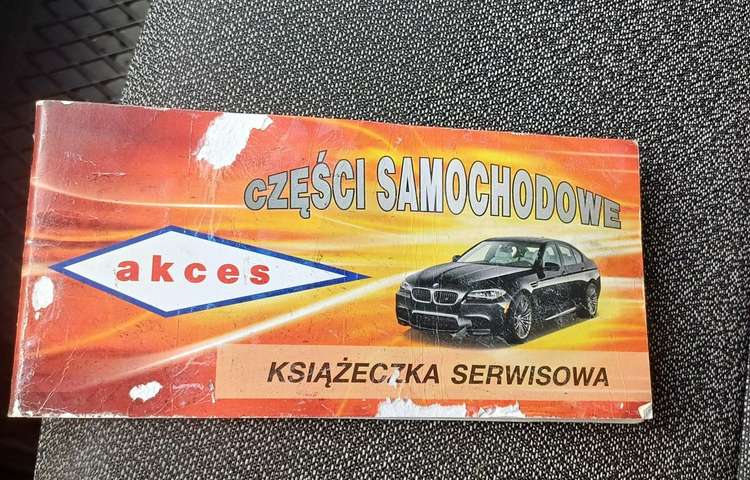 CZĘŚCI SAMOCHODOWE
akces
KSIĄŻECZKA SERWISOWA